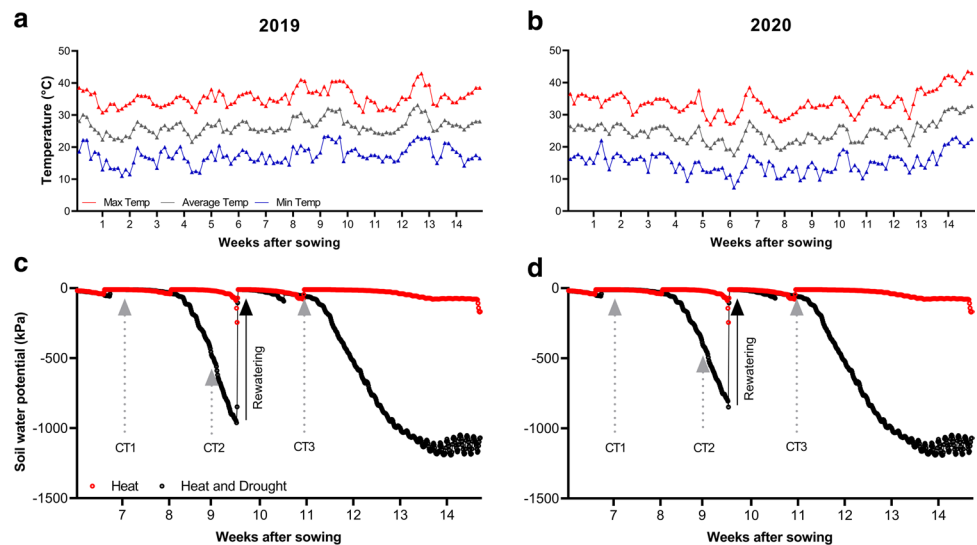 a
2019
Temperature (°C)
50
40
30
20
10
0
Max Temp Average Temp Min Temp
1 2 3 4 5 6 7 8 9 10 11 12 13 14
Weeks after sowing
b
2020
50
40
30
20
10
0
1 2 3 4 5 6 7 8 9 10 11 12 13 14
Weeks after sowing
c
Soil water potential (kPa)
0
-500
-1000
-1500
CT1
CT2
Rewatering
CT3
Heat Heat and Drought
7 8 9 10 11 12 13 14
Weeks after sowing
d
0
-500
-1000
-1500
CT1
CT2
Rewatering
CT3
7 8 9 10 11 12 13 14
Weeks after sowing